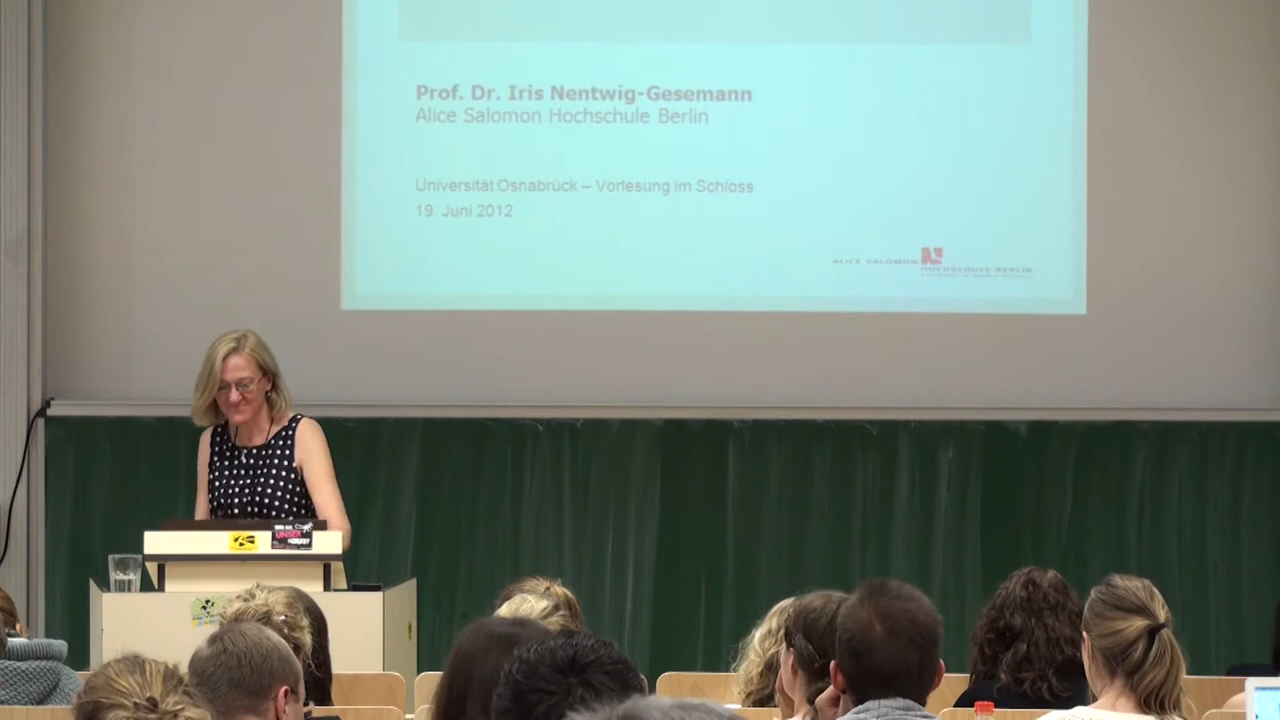 Prof. Dr. Iris Nentwig-Gesemann
Alice Salomon Hochschule Berlin
Universität Osnabrück – Vorlesung im Schloss
19. Juni 2012
ALICE SALOMON
HOCHSCHULE BERLIN
UNSER